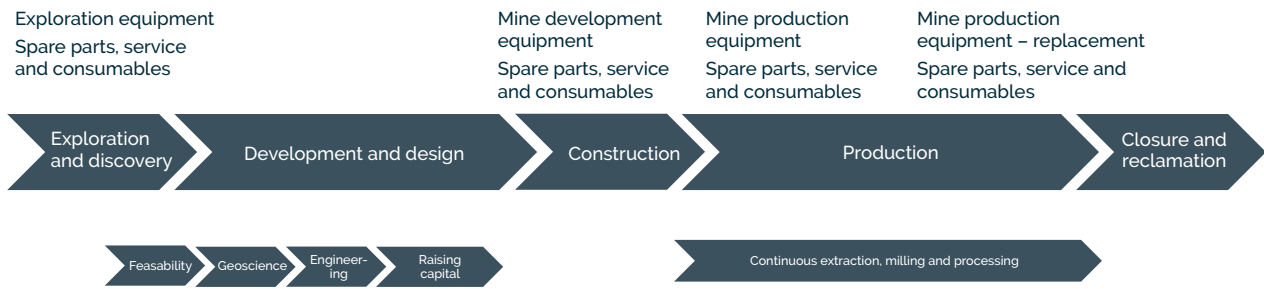 Exploration equipment
Spare parts, service
and consumables
Mine development
equipment
Spare parts, service
and consumables
Mine production
equipment
Spare parts, service
and consumables
Mine production
equipment – replacement
Spare parts, service and
consumables
Exploration
and discovery
Development and design
Construction
Production
Closure and
reclamation
Feasability
Geoscience
Engineer-
ing
Raising
capital
Continuous extraction, milling and processing